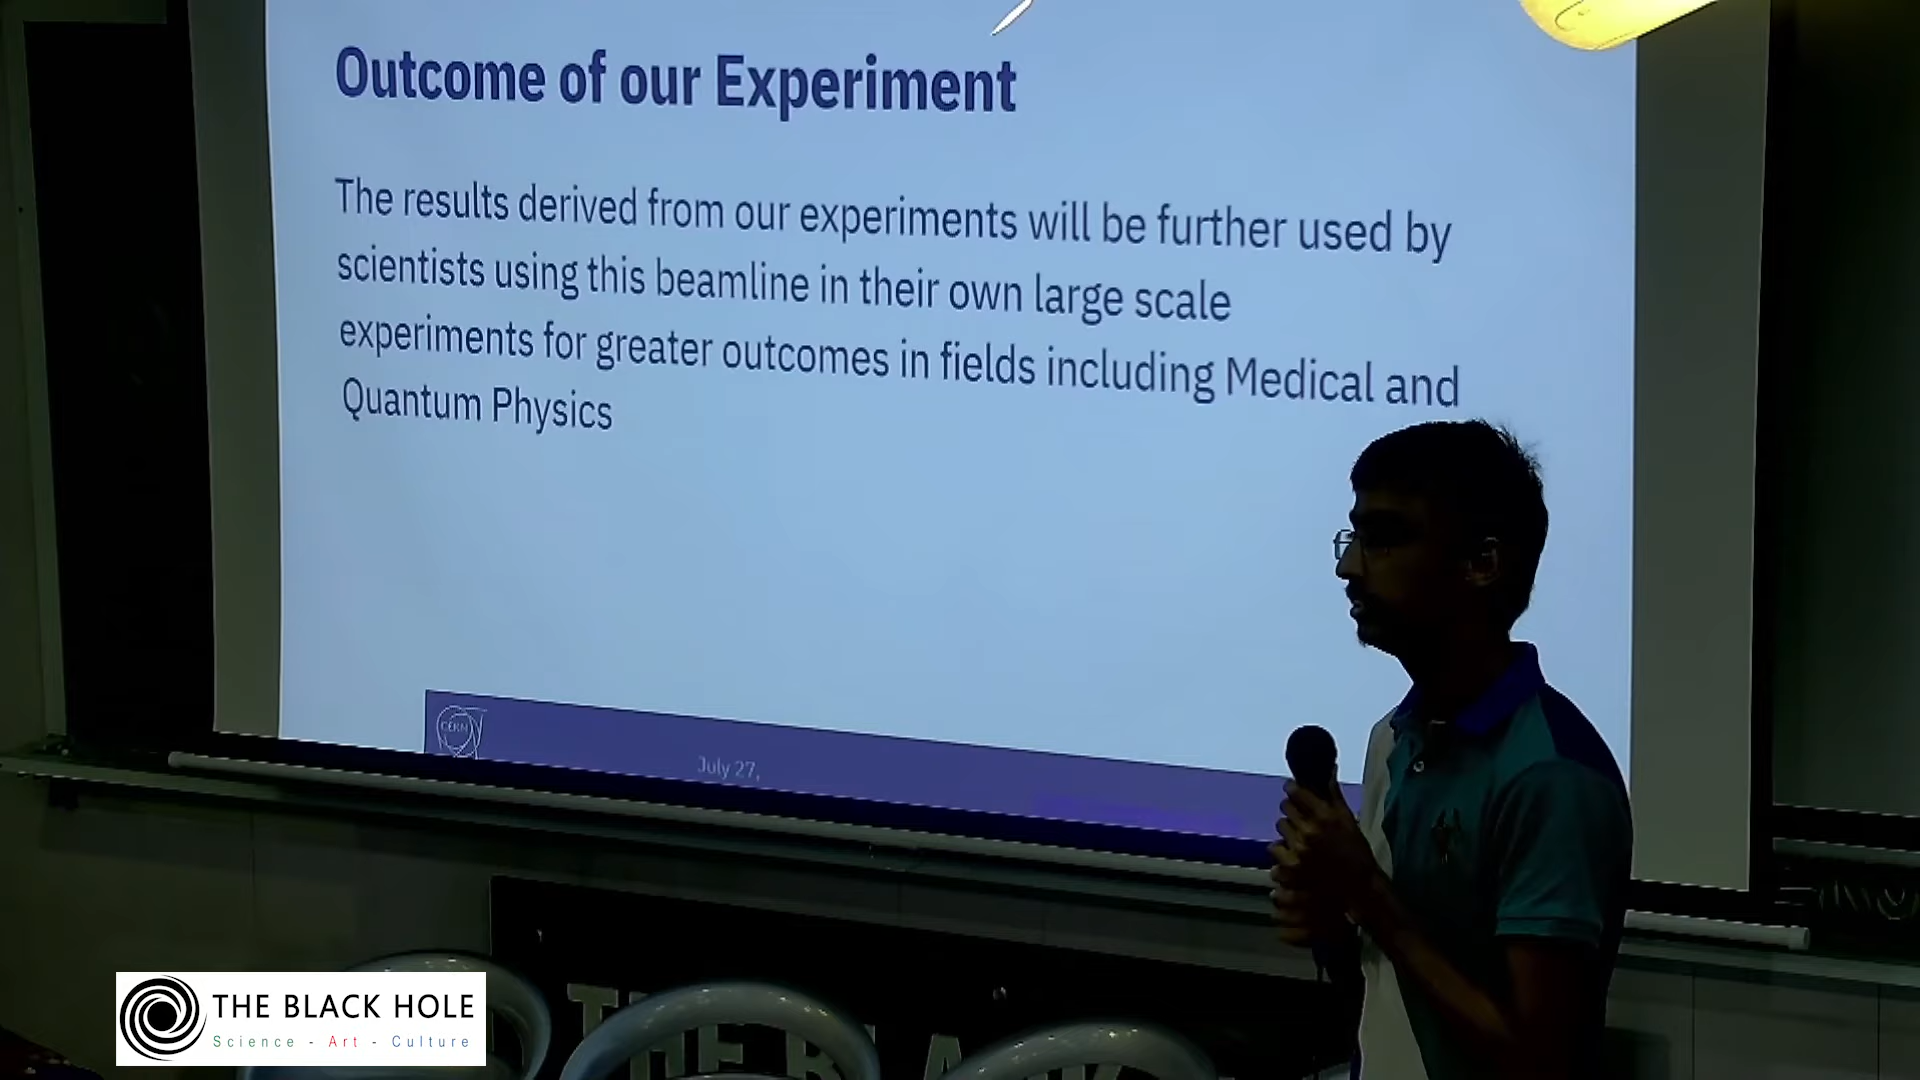 Outcome of our Experiment
The results derived from our experiments will be further used by
scientists using this beamline in their own large scale
experiments for greater outcomes in fields including Medical and
Quantum Physics
CERN
July 27,
THE BLACK HOLE
Science - Art - Culture